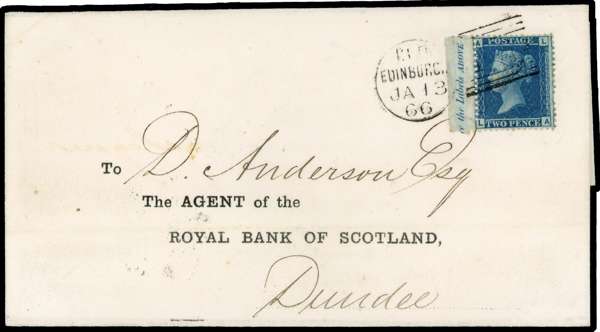 EDINBURGH
JA 13
66
e the Labels ABOVE
A POSTAGE L
L TWO PENCE A
To D. Anderson Esq
The AGENT of the
ROYAL BANK OF SCOTLAND,
Dundee